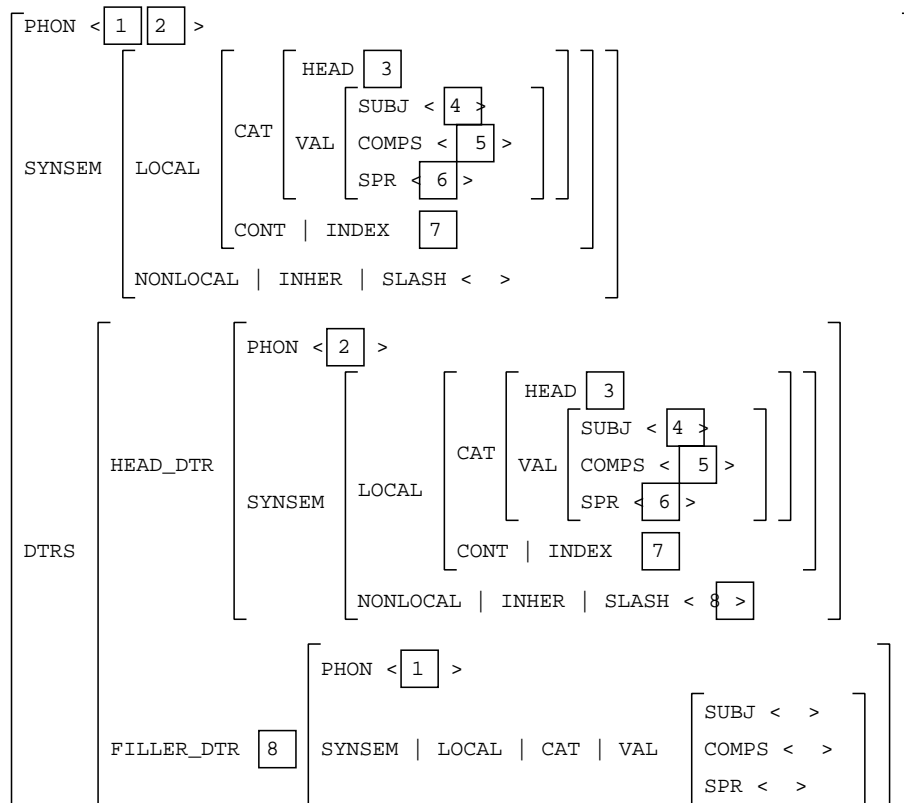 PHON < 1 2 >
HEAD 3
SUBJ < 4 >
CAT VAL COMPS < 5 >
SYNSEM LOCAL SPR < 6 >
CONT | INDEX 7
NONLOCAL | INHER | SLASH < >
PHON < 2 >
HEAD 3
SUBJ < 4 >
HEAD_DTR CAT VAL COMPS < 5 >
SYNSEM LOCAL SPR < 6 >
DTRS CONT | INDEX 7
NONLOCAL | INHER | SLASH < 8 >
PHON < 1 >
SUBJ < >
FILLER_DTR 8 SYNSEM | LOCAL | CAT | VAL COMPS < >
SPR < >